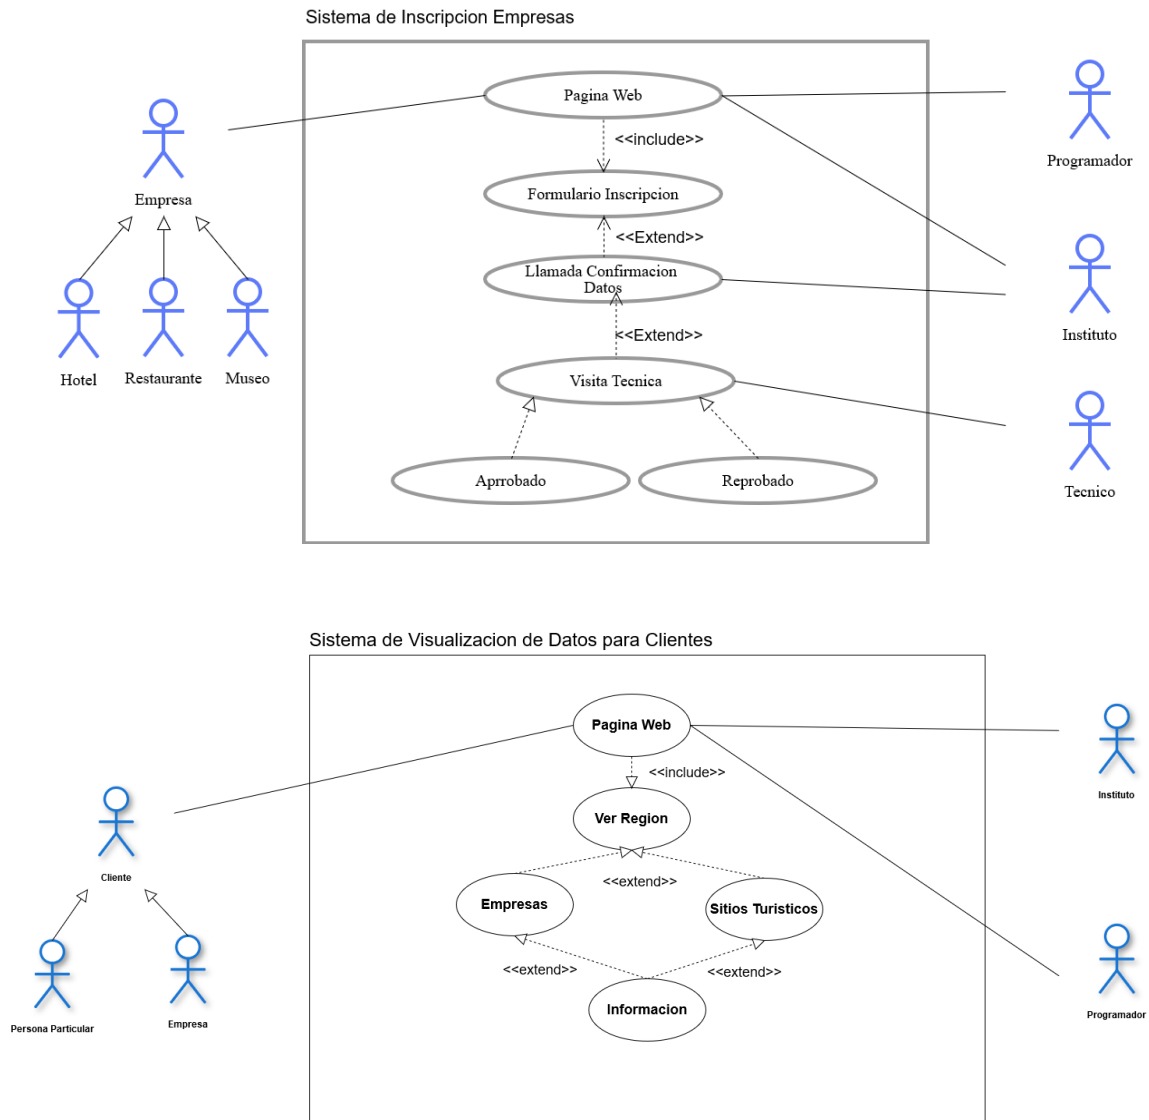 Sistema de Inscripcion Empresas
Pagina Web
<<include>>
Programador
Formulario Inscripcion
Empresa
<<Extend>>
Llamada Confirmacion
Datos
<<Extend>>
Instituto
Hotel
Restaurante
Museo
Visita Tecnica
Aprrobado
Reprobado
Tecnico
Sistema de Visualizacion de Datos para Clientes
Pagina Web
<<include>>
Instituto
Ver Region
Cliente
<<extend>>
Empresas
Sitios Turisticos
<<extend>>
<<extend>>
Informacion
Persona Particular
Empresa
Programador